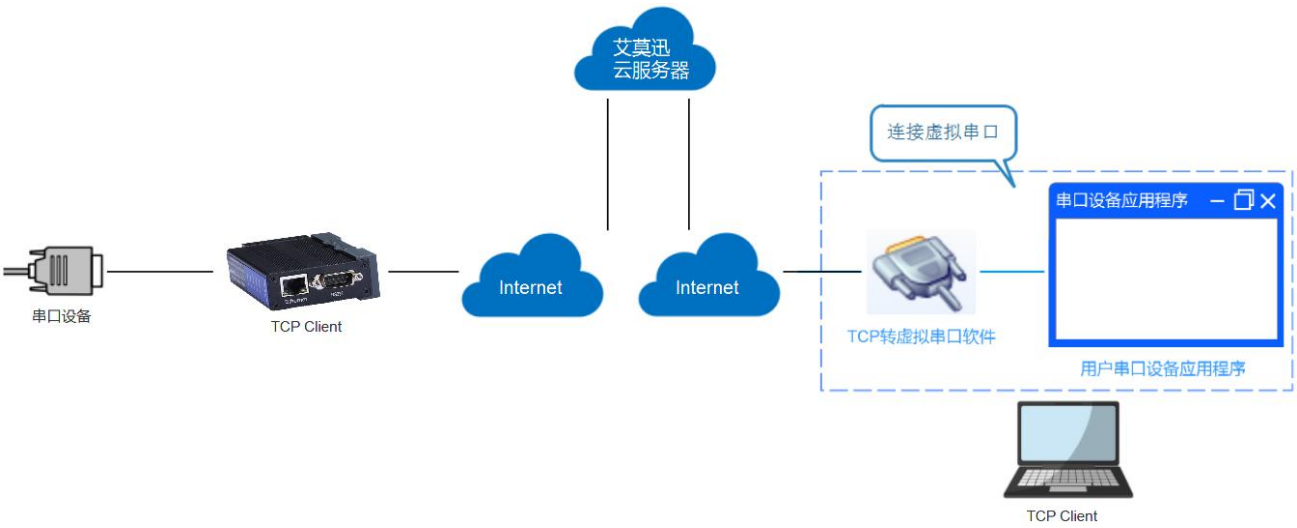 艾莫迅
云服务器
连接虚拟串口
串口设备应用程序
Internet
Internet
串口设备
TCP Client
TCP转虚拟串口软件
用户串口设备应用程序
TCP Client